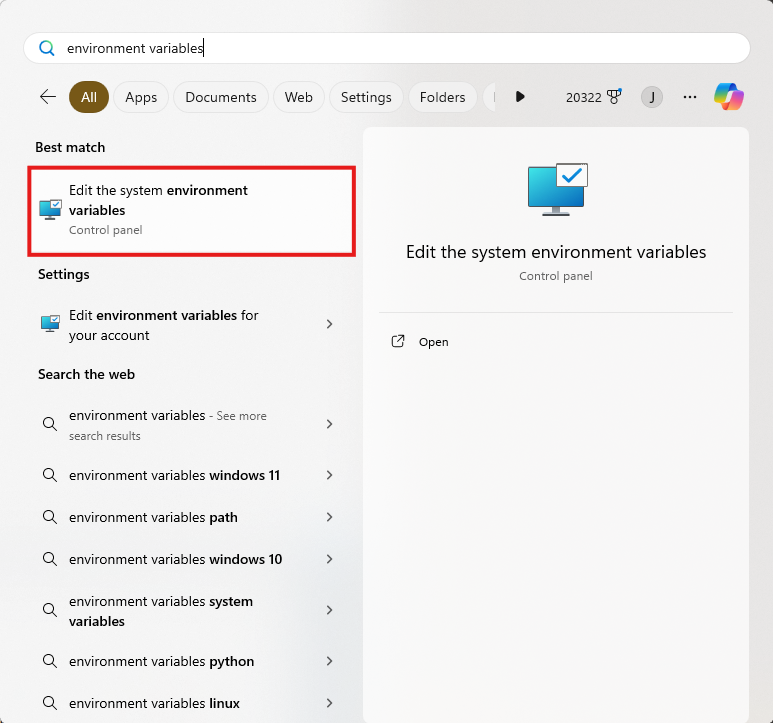 environment variables
All
Apps
Documents
Web
Settings
Folders
20322
J
Best match
Edit the system environment
variables
Control panel
Settings
Edit environment variables for
your account
Search the web
environment variables - See more
search results
environment variables windows 11
environment variables path
environment variables windows 10
environment variables system
variables
environment variables python
environment variables linux
Edit the system environment variables
Control panel
Open